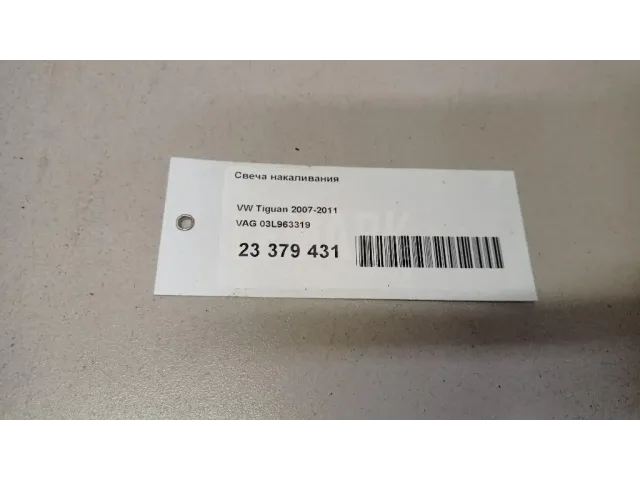 Свеча накаливания
VW Tiguan 2007-2011
VAG 03L963319
23 379 431